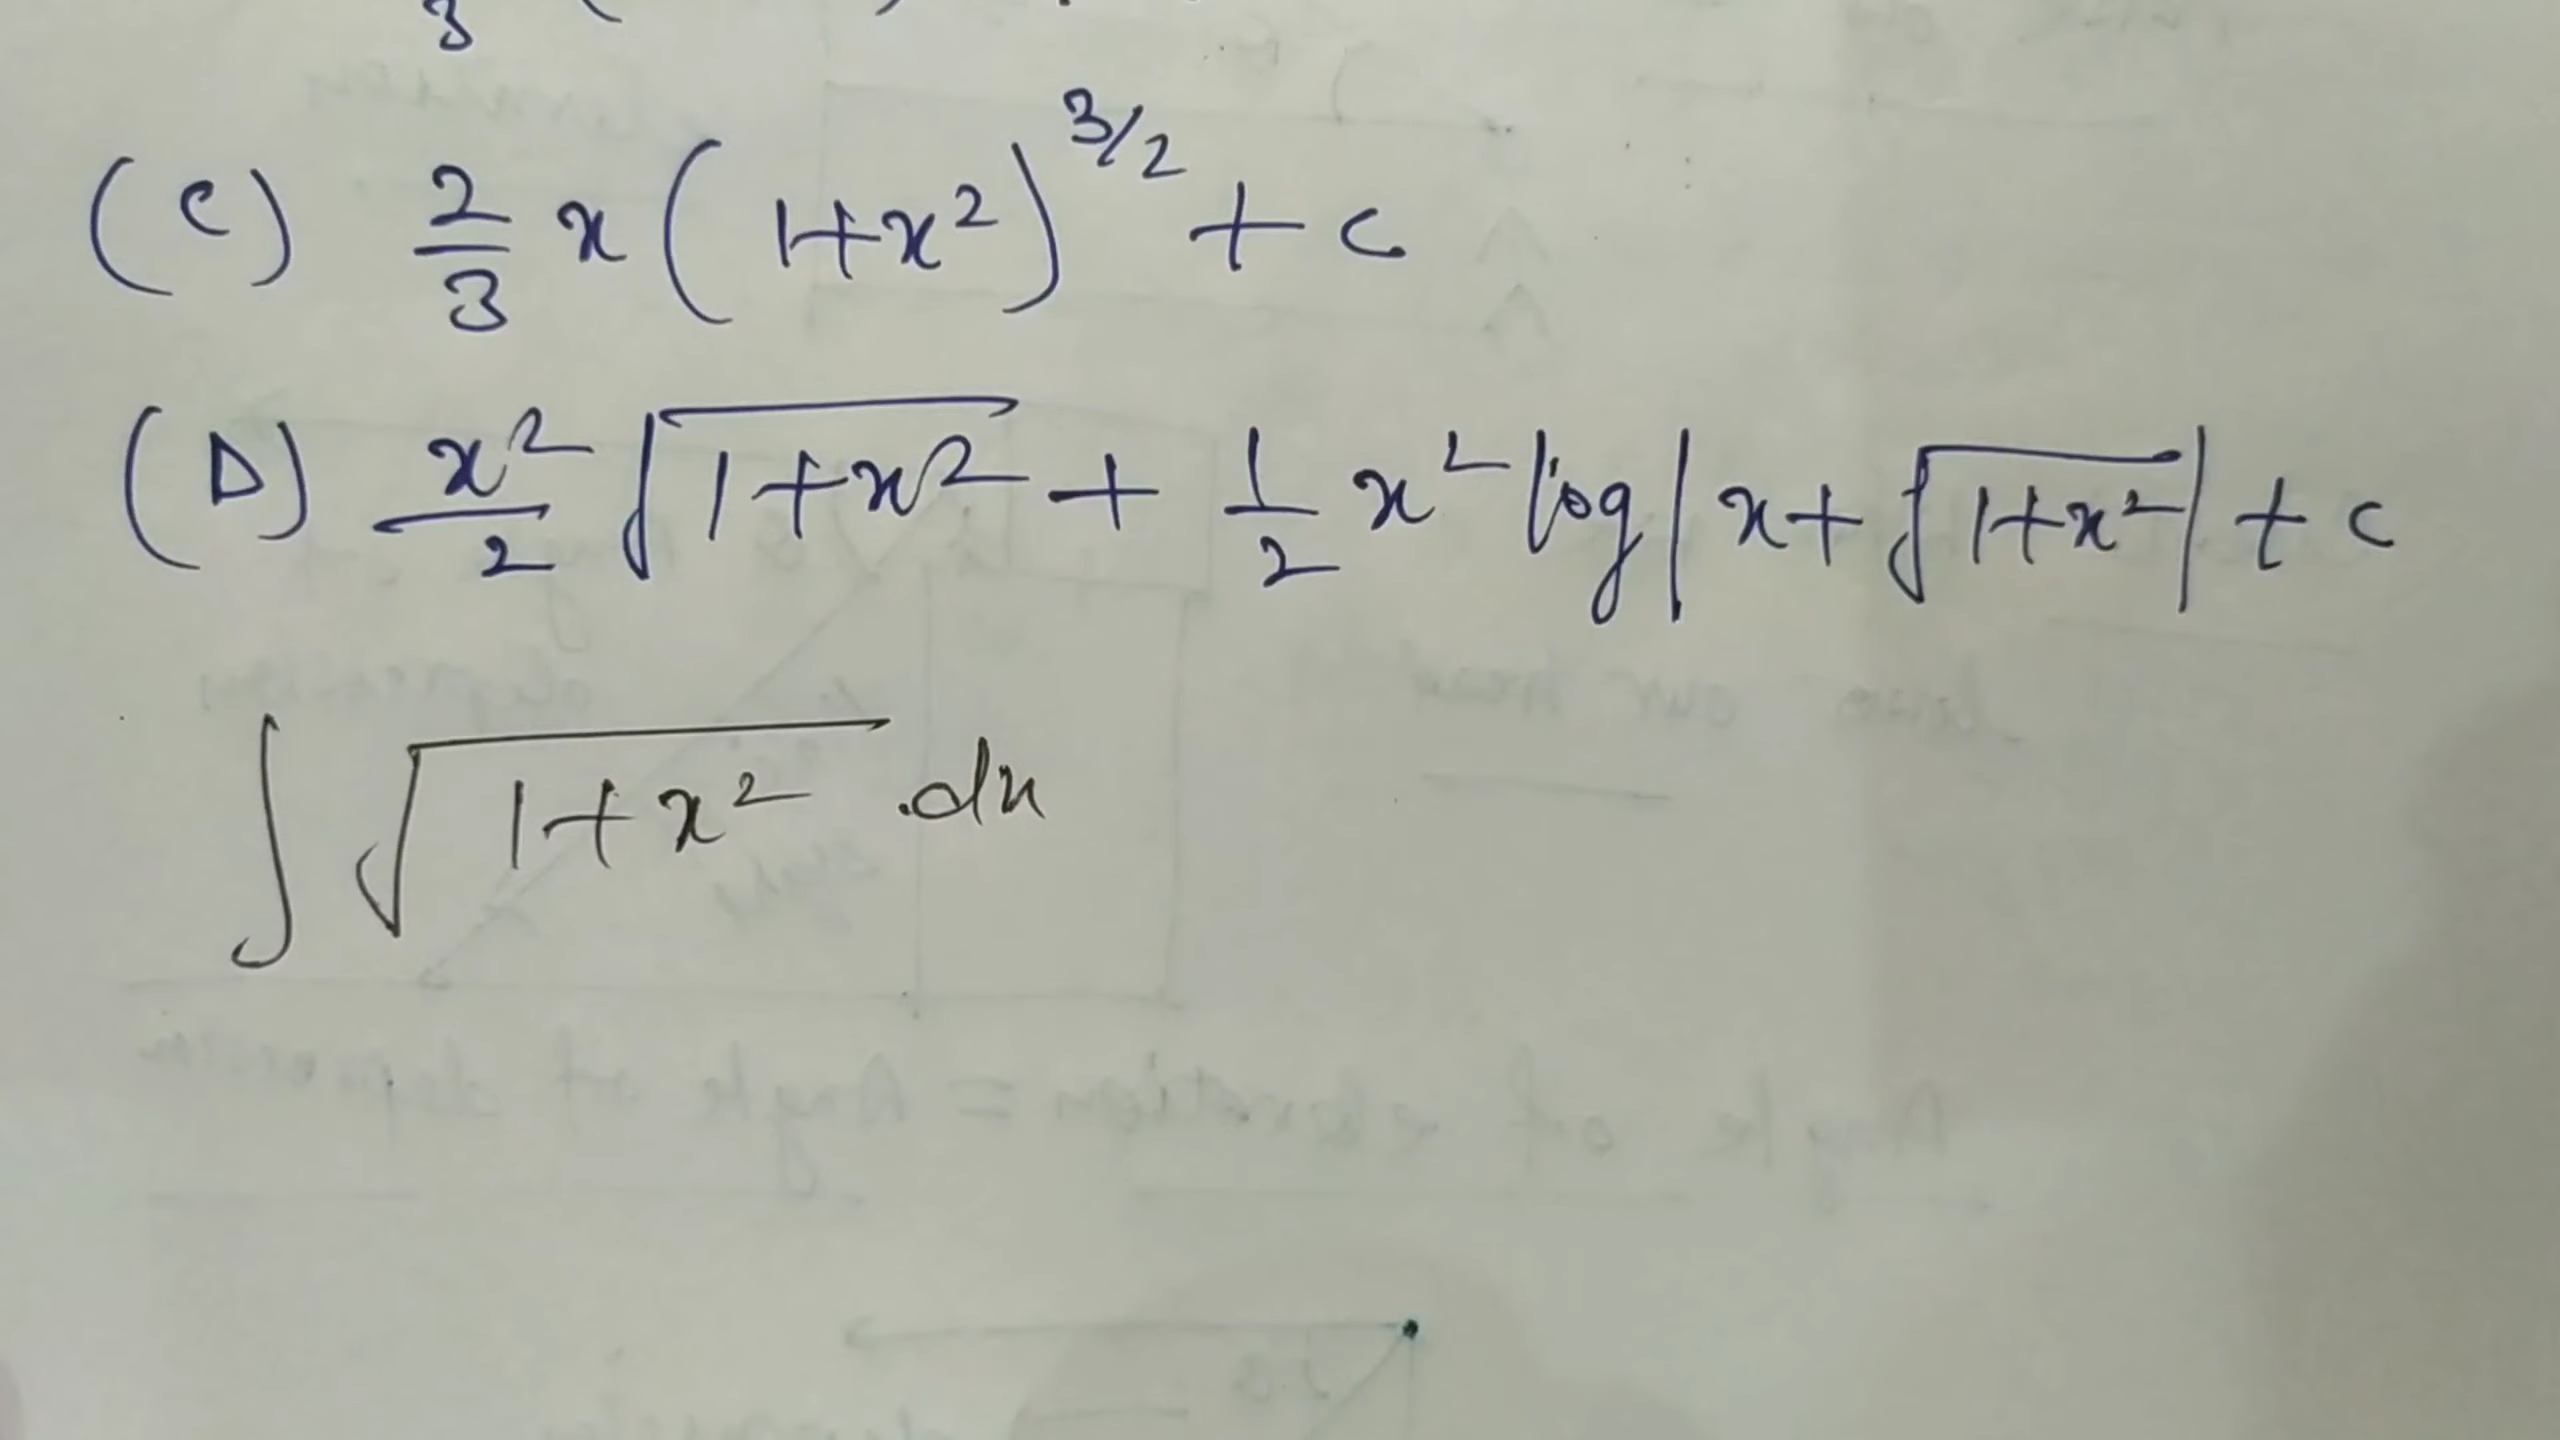 3
(C) 2/3 x (1+x²)^3/2 + c
(D) x²/2 √1+x² + 1/2 x² log|x+√1+x²| + c
∫ √1+x² .dx